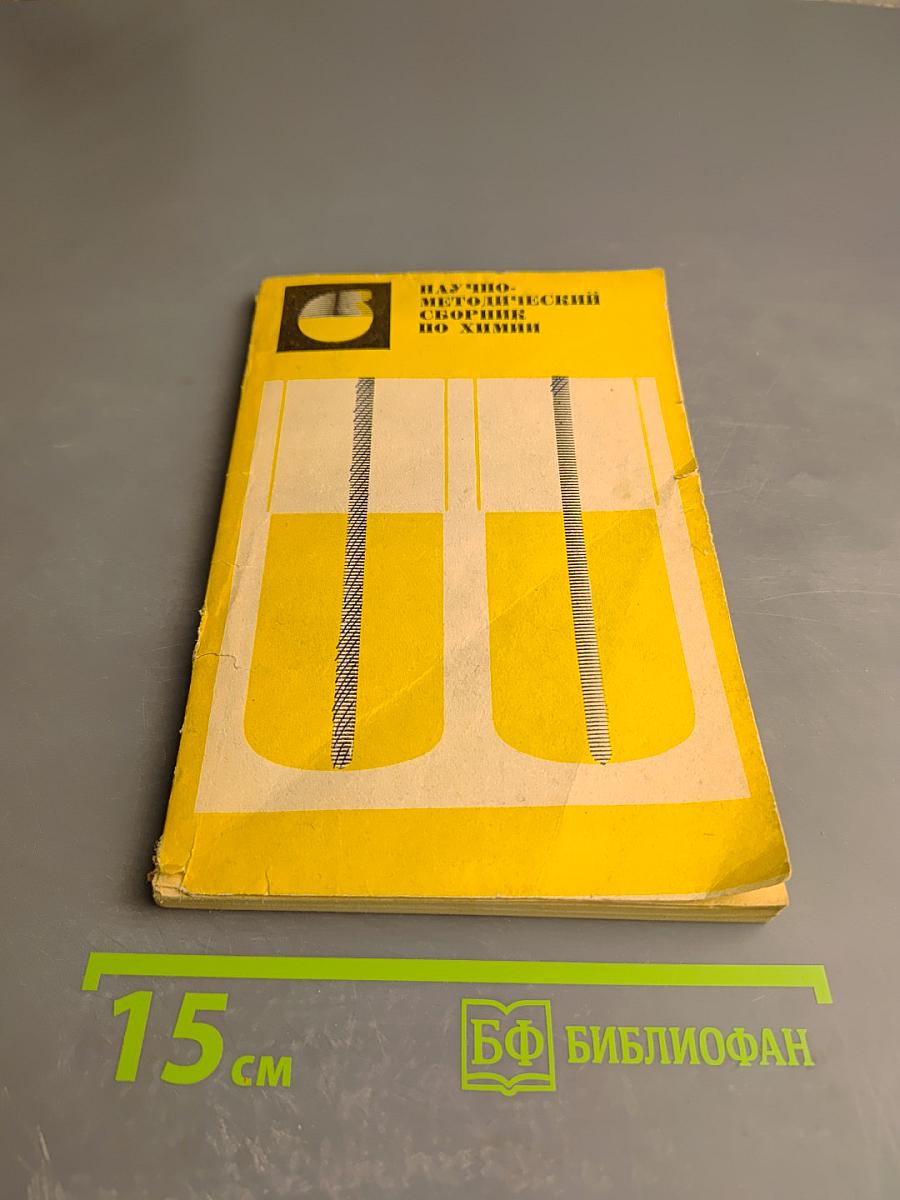 НАУЧНО-
МЕТОДИЧЕСКИЙ
СБОРНИК
ПО ХИМИИ
15 см
БФ БИБЛИОФАН